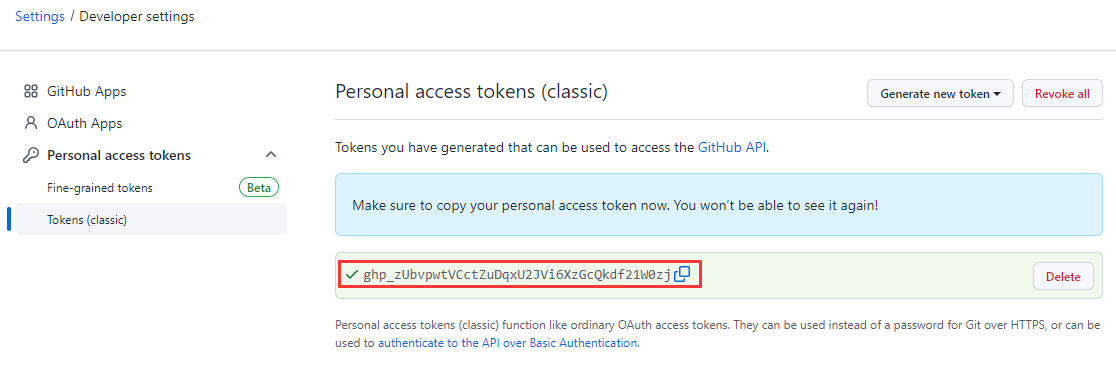 Settings / Developer settings
GitHub Apps
OAuth Apps
Personal access tokens
Fine-grained tokens Beta
Tokens (classic)
Personal access tokens (classic)
Generate new token
Revoke all
Tokens you have generated that can be used to access the GitHub API.
Make sure to copy your personal access token now. You won't be able to see it again!
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
Delete
Personal access tokens (classic) function like ordinary OAuth access tokens. They can be used instead of a password for Git over HTTPS, or can be
used to authenticate to the API over Basic Authentication.